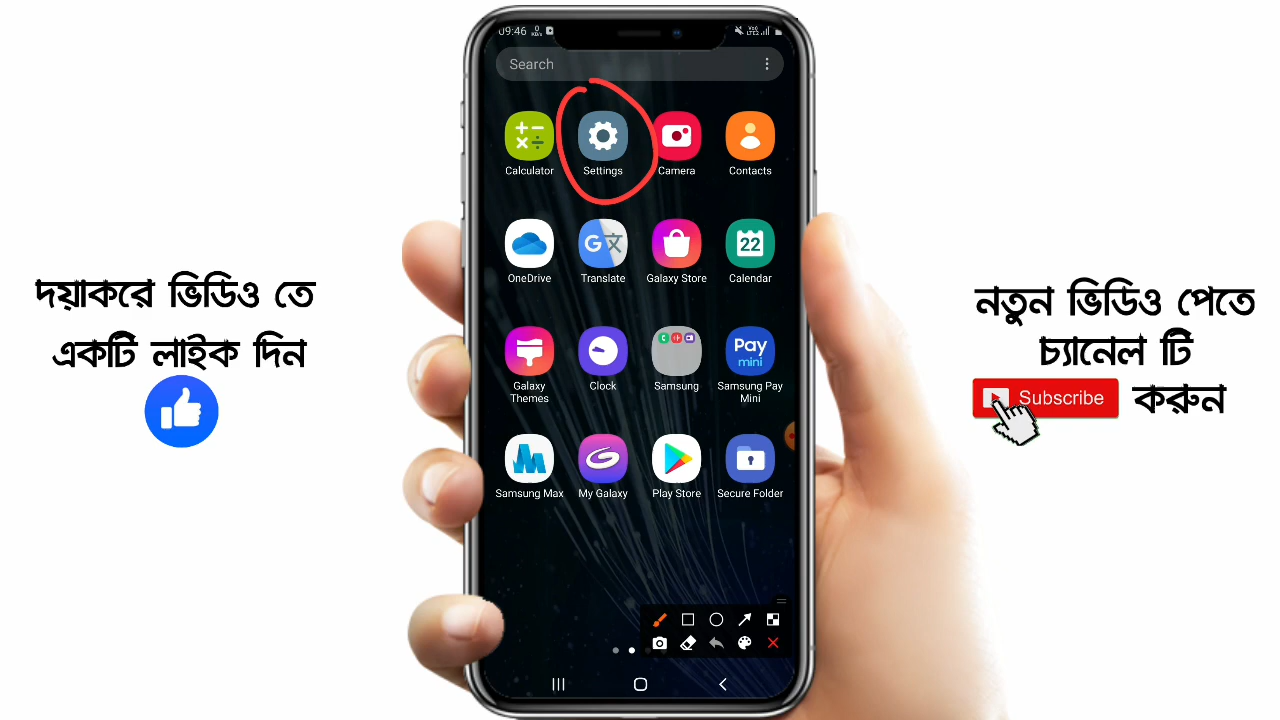 09:46
Search
Calculator
Settings
Camera
Contacts
OneDrive
Translate
Galaxy Store
22
Calendar
Galaxy
Themes
Clock
Samsung
Pay
mini
Samsung Pay
Mini
Samsung Max
My Galaxy
Play Store
Secure Folder
দয়াকরে ভিডিও তে
একটি লাইক দিন
নতুন ভিডিও পেতে
চ্যানেল টি
Subscribe করুন